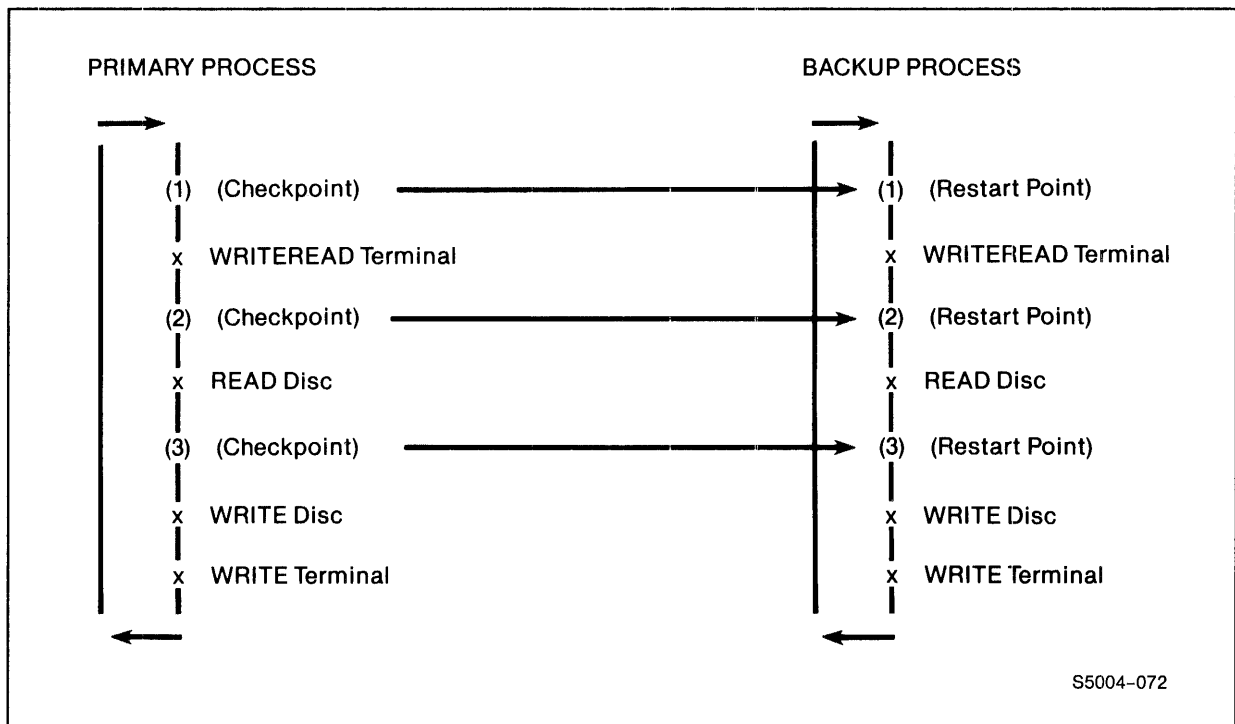 PRIMARY PROCESS BACKUP PROCESS
(1) (Checkpoint) (1) (Restart Point)
x WRITEREAD Terminal x WRITEREAD Terminal
(2) (Checkpoint) (2) (Restart Point)
x READ Disc x READ Disc
(3) (Checkpoint) (3) (Restart Point)
x WRITE Disc x WRITE Disc
x WRITE Terminal x WRITE Terminal
S5004-072